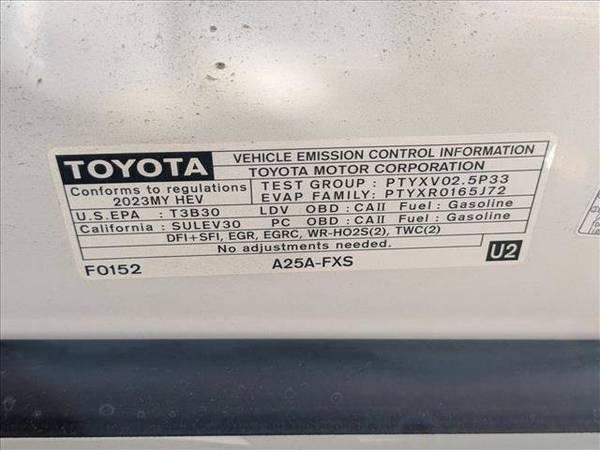 TOYOTA
VEHICLE EMISSION CONTROL INFORMATION
TOYOTA MOTOR CORPORATION
Conforms to regulations
2023MY HEV
TEST GROUP : PTYXV02.5P33
EVAP FAMILY: PTYXR0165J72
U.S.EPA : T3B30 LDV OBD : CAII Fuel : Gasoline
California : SULEV30 PC OBD : CAII Fuel : Gasoline
DFI+SFI, EGR, EGRC, WR-HO2S(2), TWC(2)
No adjustments needed.
F0152 A25A-FXS U2